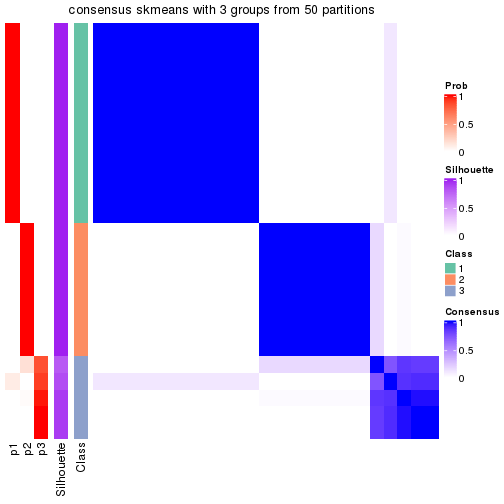 consensus skmeans with 3 groups from 50 partitions
Prob
1
0.5
0
Silhouette
1
0.5
0
Class
1
2
3
Consensus
1
0.5
0
p1
p2
p3
Silhouette
Class